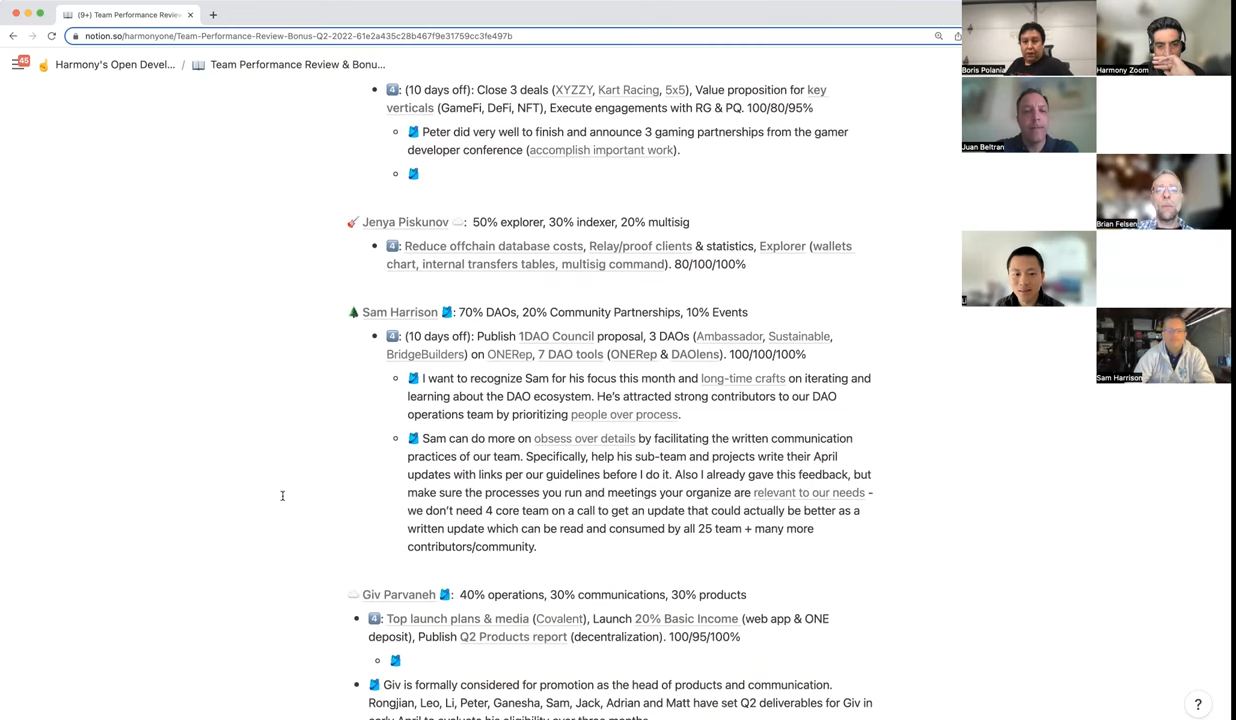 (9+) Team Performance Review
notion.so/harmonyone/Team-Performance-Review-Bonus-Q2-2022-61e2a435c28b467f9e31759cc3fe497b
45
Harmony's Open Devel... / Team Performance Review & Bonu...
4: (10 days off): Close 3 deals (XYZZY, Kart Racing, 5x5), Value proposition for key
verticals (GameFi, DeFi, NFT), Execute engagements with RG & PQ. 100/80/95%
Peter did very well to finish and announce 3 gaming partnerships from the gamer
developer conference (accomplish important work).
Jenya Piskunov : 50% explorer, 30% indexer, 20% multisig
4: Reduce offchain database costs, Relay/proof clients & statistics, Explorer (wallets
chart, internal transfers tables, multisig command). 80/100/100%
Sam Harrison : 70% DAOs, 20% Community Partnerships, 10% Events
4: (10 days off): Publish 1DAO Council proposal, 3 DAOs (Ambassador, Sustainable,
BridgeBuilders) on ONERep, 7 DAO tools (ONERep & DAOlens). 100/100/100%
I want to recognize Sam for his focus this month and long-time crafts on iterating and
learning about the DAO ecosystem. He's attracted strong contributors to our DAO
operations team by prioritizing people over process.
Sam can do more on obsess over details by facilitating the written communication
practices of our team. Specifically, help his sub-team and projects write their April
updates with links per our guidelines before I do it. Also I already gave this feedback, but
make sure the processes you run and meetings your organize are relevant to our needs -
we don't need 4 core team on a call to get an update that could actually be better as a
written update which can be read and consumed by all 25 team + many more
contributors/community.
Giv Parvaneh : 40% operations, 30% communications, 30% products
4: Top launch plans & media (Covalent), Launch 20% Basic Income (web app & ONE
deposit), Publish Q2 Products report (decentralization). 100/95/100%
Giv is formally considered for promotion as the head of products and communication.
Rongjian, Leo, Li, Peter, Ganesha, Sam, Jack, Adrian and Matt have set Q2 deliverables for Giv in
early April to evaluate his eligibility over three months.
Boris Polania
Harmony Zoom
Juan Beltran
Brian Felsen
Sam Harrison
?